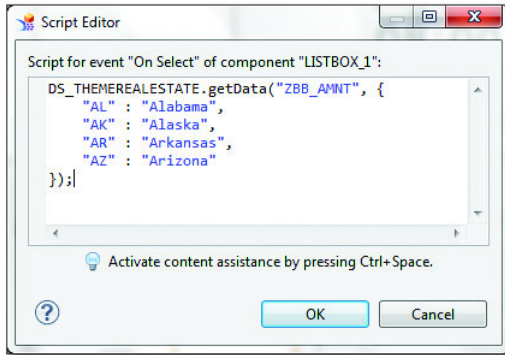 Script Editor
Script for event "On Select" of component "LISTBOX_1":
DS_THEMEREALESTATE.getData("ZBB_AMNT", {
"AL" : "Alabama",
"AK" : "Alaska",
"AR" : "Arkansas",
"AZ" : "Arizona"
});
Activate content assistance by pressing Ctrl+Space.
OK Cancel